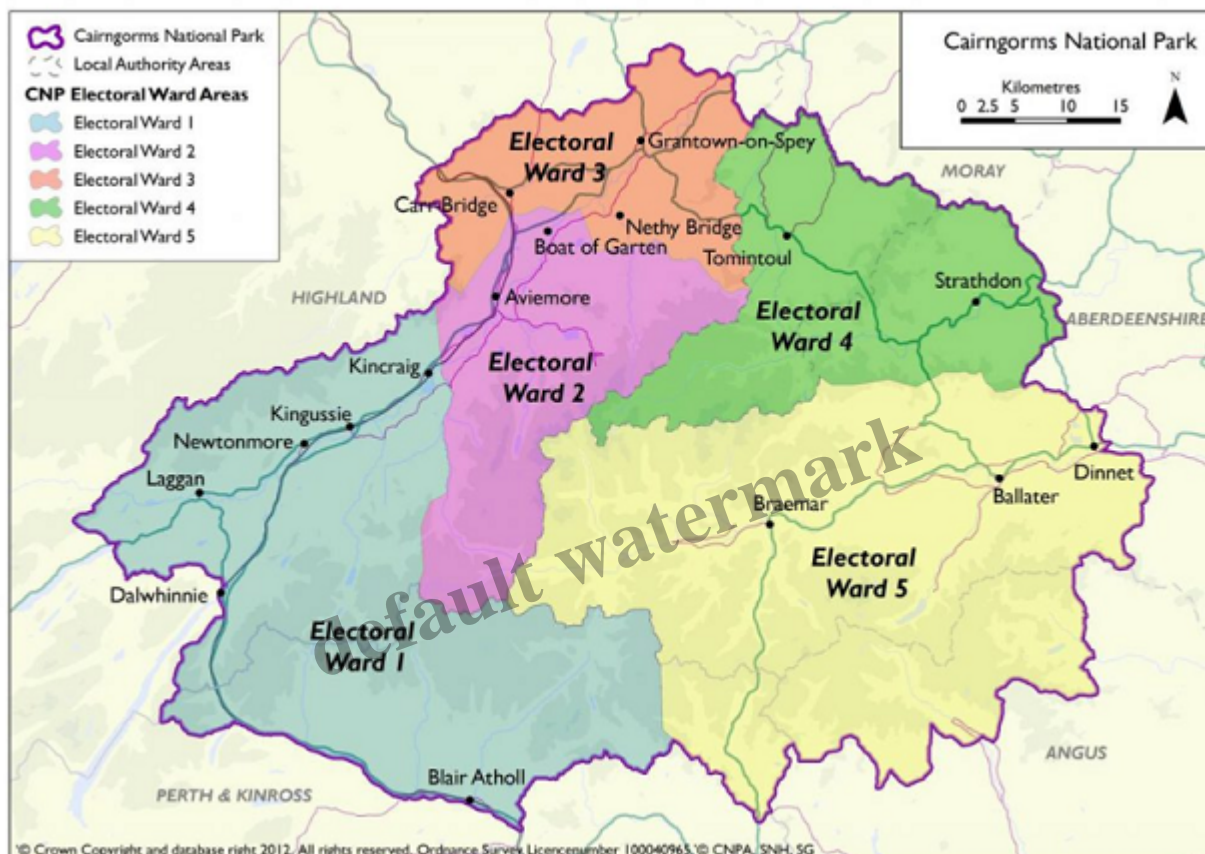 Cairngorms National Park
Local Authority Areas
CNP Electoral Ward Areas
Electoral Ward 1
Electoral Ward 2
Electoral Ward 3
Electoral Ward 4
Electoral Ward 5
Cairngorms National Park
Kilometres
0 2.5 5 10 15
N
MORAY
Electoral
Ward 3
Grantown-on-Spey
Carr-Bridge
Nethy Bridge
Boat of Garten
Tomintoul
Strathdon
HIGHLAND
Aviemore
Electoral
Ward 4
ABERDEENSHIRE
Kincraig
Electoral
Ward 2
Kingussie
Newtonmore
Laggan
Dinnet
Ballater
Braemar
default watermark
Electoral
Ward 5
Dalwhinnie
Electoral
Ward 1
ANGUS
Blair Atholl
PERTH & KINROSS
'© Crown Copyright and database right 2012. All rights reserved. Ordnance Survey Licencenumber 100040965.'© CNPA, SNH, SG